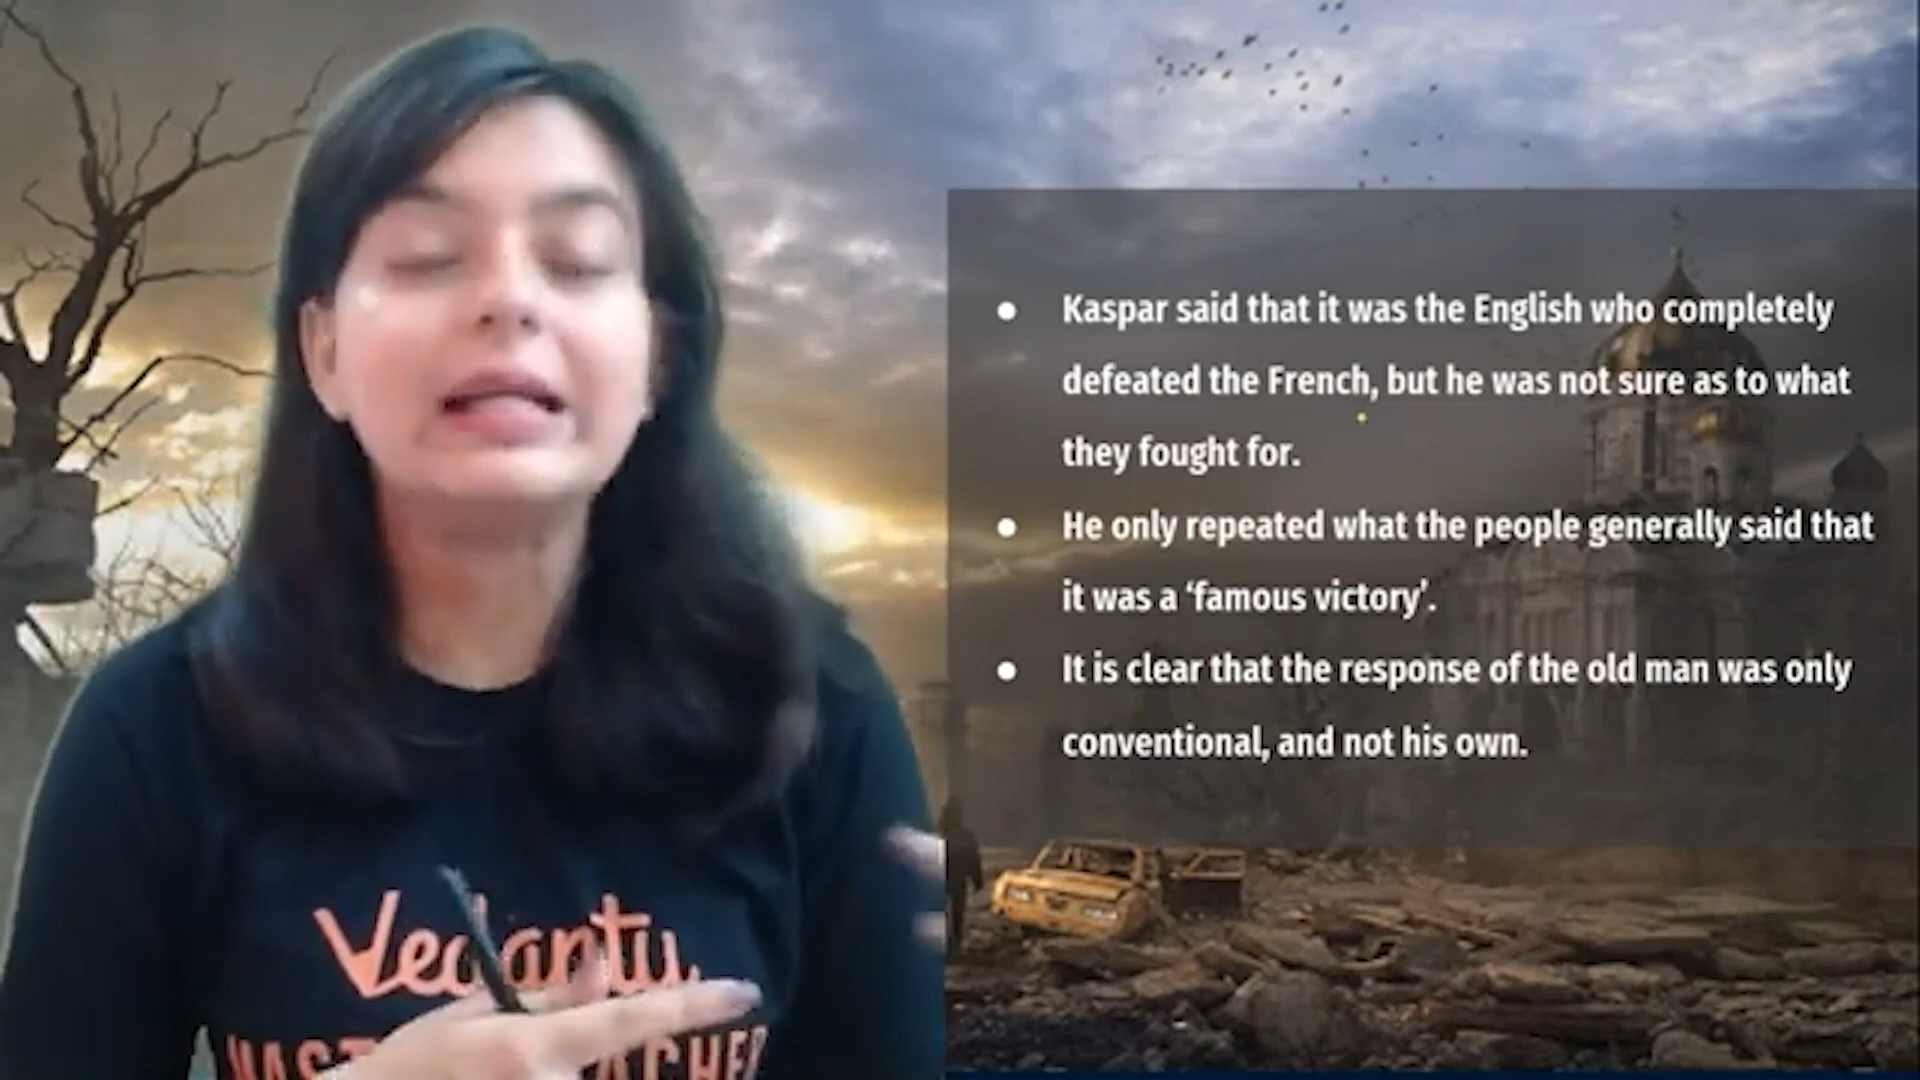 Kaspar said that it was the English who completely
defeated the French, but he was not sure as to what
they fought for.
He only repeated what the people generally said that
it was a ‘famous victory’.
It is clear that the response of the old man was only
conventional, and not his own.
Vedantu